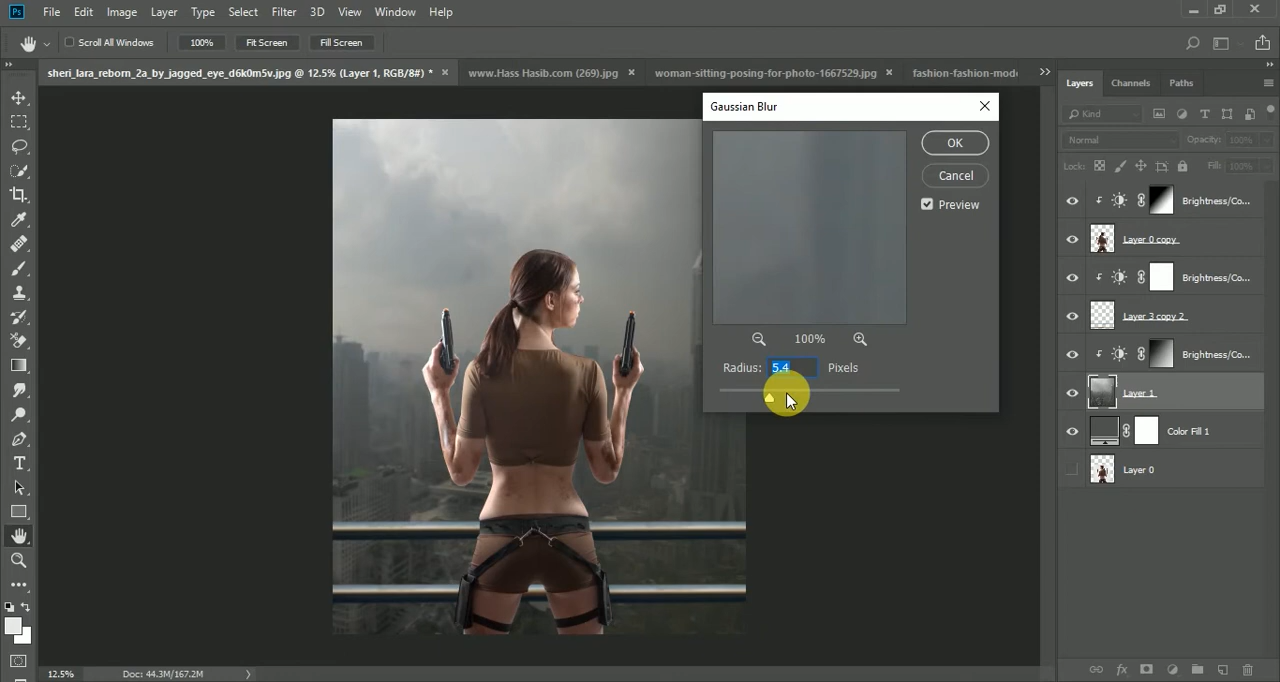 Ps File Edit Image Layer Type Select Filter 3D View Window Help
Scroll All Windows 100% Fit Screen Fill Screen
sheri_lara_reborn_2a_by_jagged_eye_d6k0m5v.jpg @ 12.5% (Layer 1, RGB/8#) * www.Hass Hasib.com (269).jpg woman-sitting-posing-for-photo-1667529.jpg fashion-fashion-mode
Layers Channels Paths
Gaussian Blur
Kind
OK
Normal Opacity: 100%
Lock: Fill: 100%
Cancel
Preview
Brightness/Co...
Layer 0 copy
Brightness/Co...
Layer 3 copy 2
100%
Brightness/Co...
Radius: 5.4 Pixels
Layer 1
Color Fill 1
Layer 0
12.5% Doc: 44.3M/167.2M